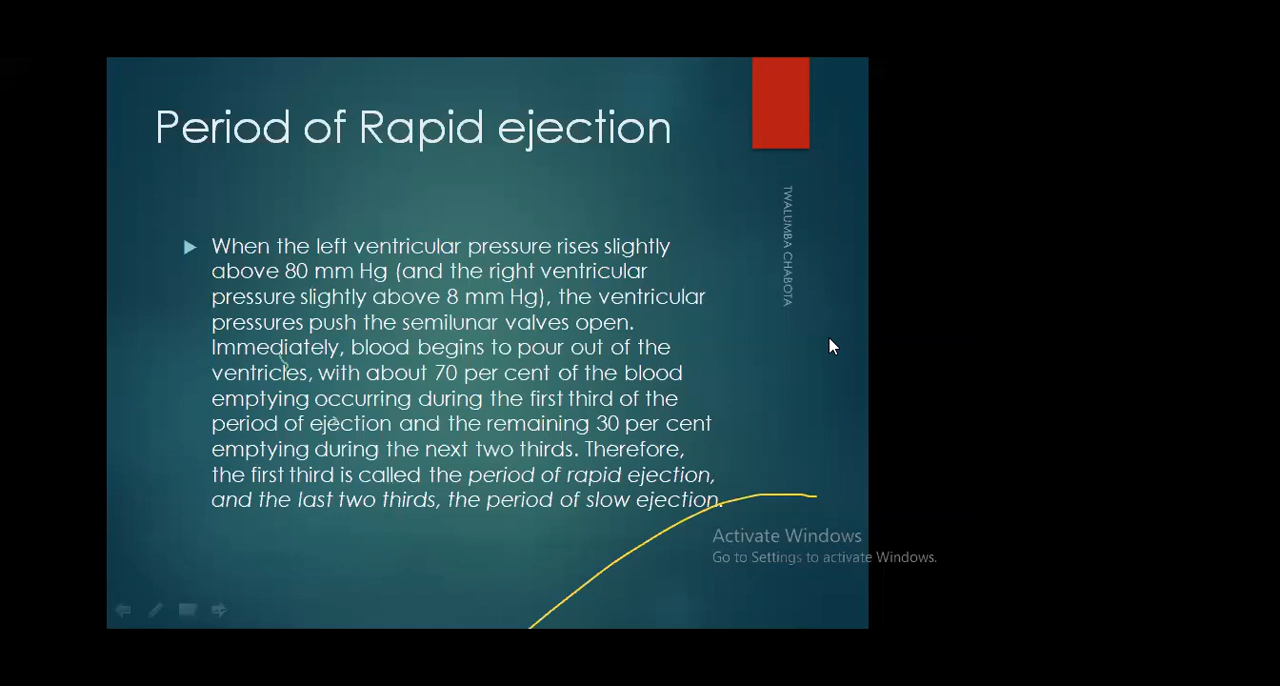 Period of Rapid ejection
TWALUMBA CHABOTA
When the left ventricular pressure rises slightly
above 80 mm Hg (and the right ventricular
pressure slightly above 8 mm Hg), the ventricular
pressures push the semilunar valves open.
Immediately, blood begins to pour out of the
ventricles, with about 70 per cent of the blood
emptying occurring during the first third of the
period of ejection and the remaining 30 per cent
emptying during the next two thirds. Therefore,
the first third is called the period of rapid ejection,
and the last two thirds, the period of slow ejection.
Activate Windows
Go to Settings to activate Windows.